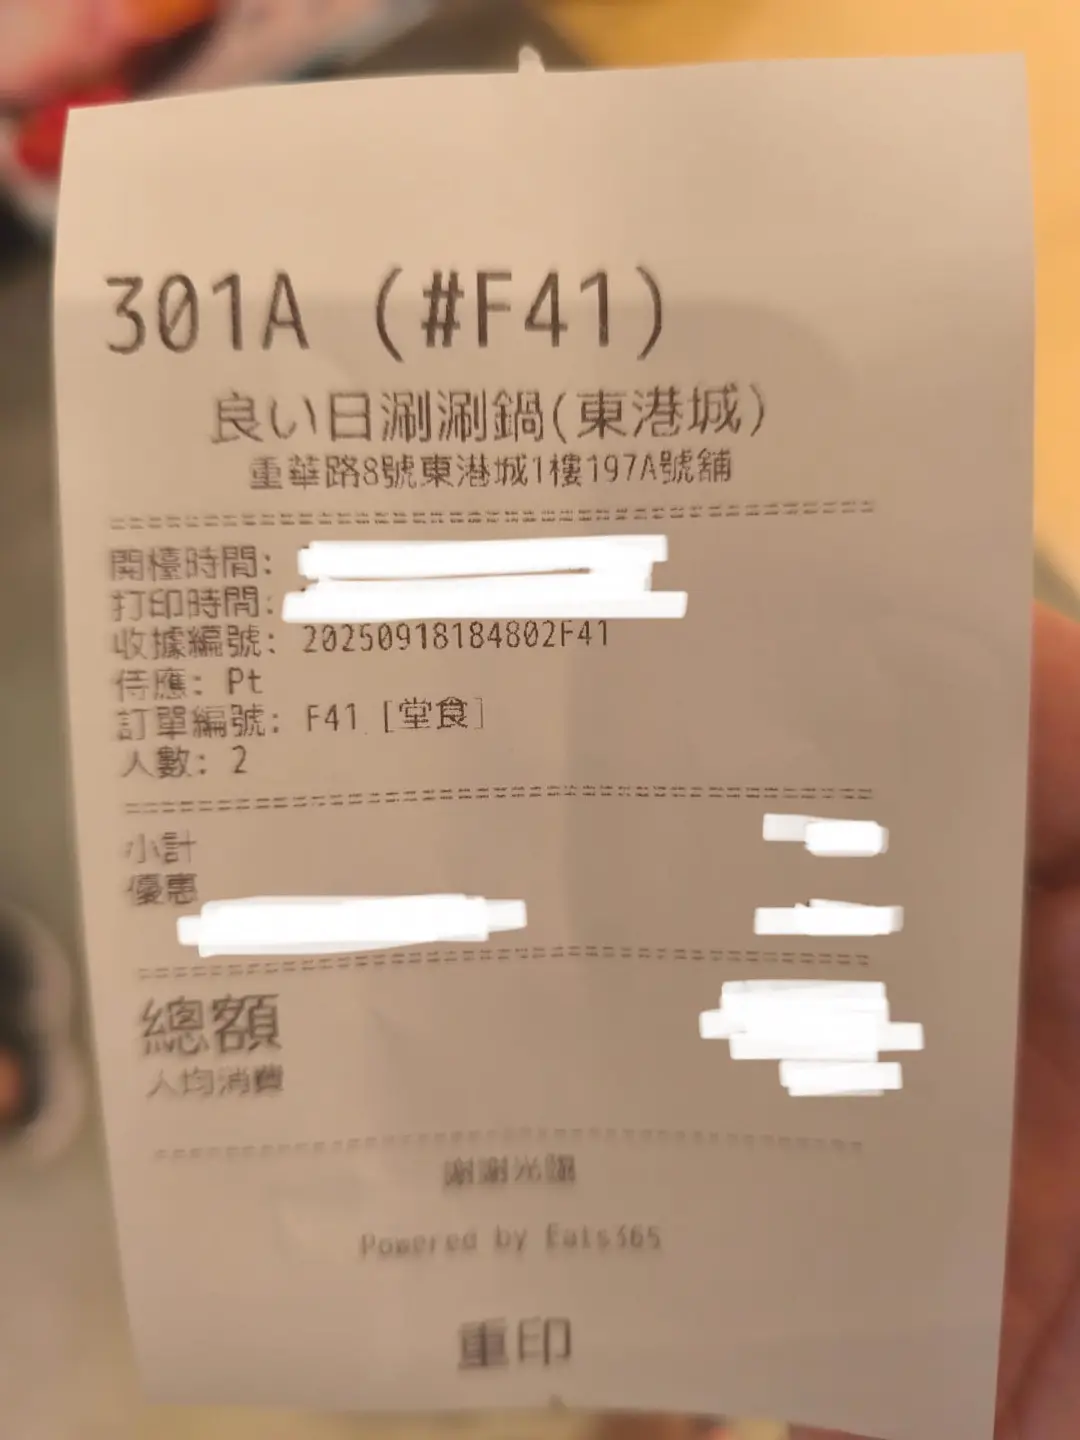 301A (#F41)
良い日涮涮鍋(東港城)
重華路8號東港城1樓197A號舖
開檯時間:
打印時間:
收據編號: 20250918184802F41
侍應: Pt
訂單編號: F41 [堂食]
人數: 2
小計
優惠
總額
人均消費
謝謝光臨
Powered by Eats365
重印